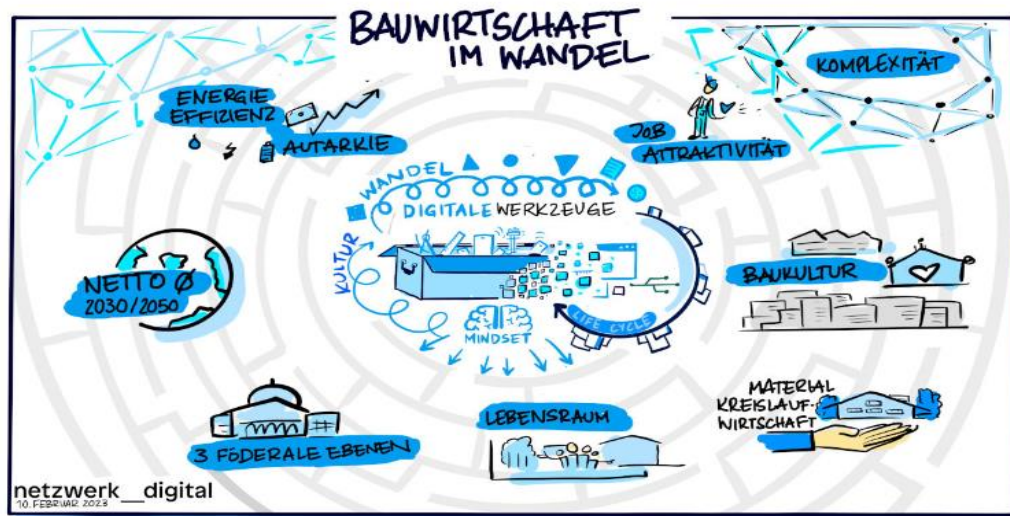 BAUWIRTSCHAFT
IM WANDEL
ENERGIE
EFFIZIENZ
AUTARKIE
JOB
ATTRAKTIVITÄT
KOMPLEXITÄT
KULTUR
WANDEL
DIGITALE WERKZEUGE
NETTO Ø
2030/2050
MINDSET
LIFE CYCLE
BAUKULTUR
3 FÖDERALE EBENEN
LEBENSRAUM
MATERIAL
KREISLAUF-
WIRTSCHAFT
netzwerk__digital
10. FEBRUAR 2023